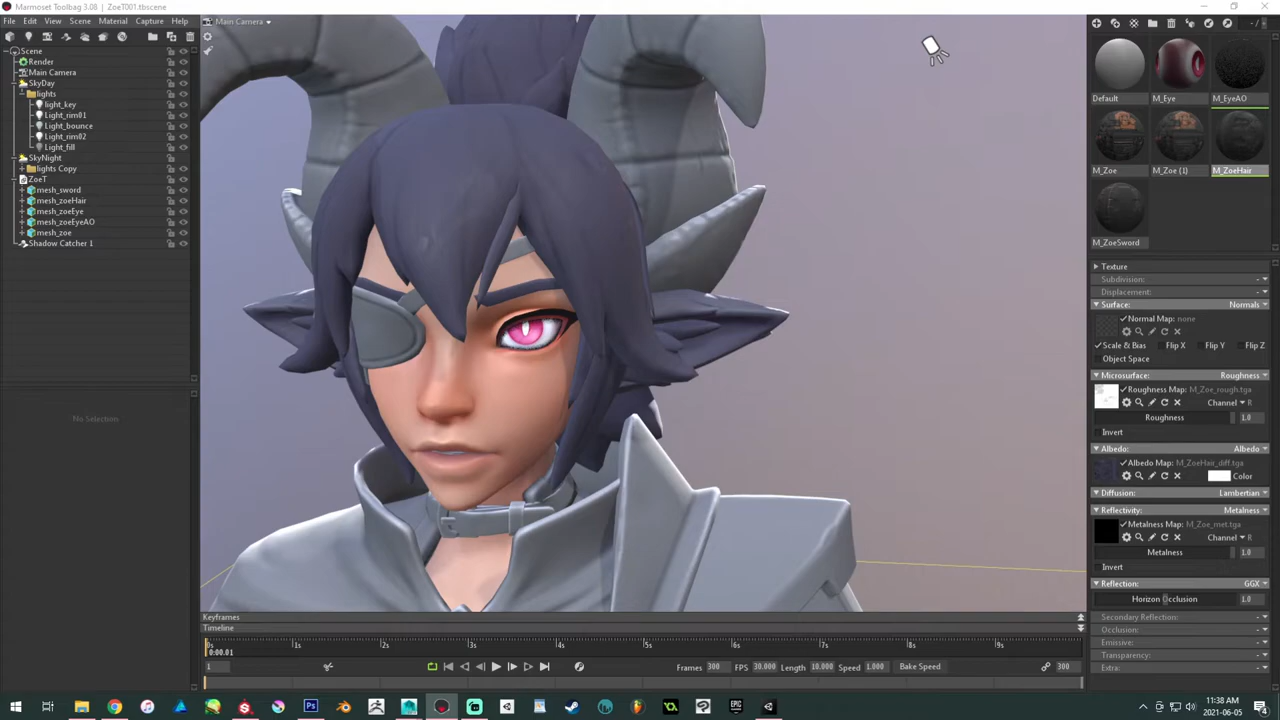 Marmoset Toolbag 3.08 | ZoeT001.tbscene
File Edit View Scene Material Capture Help
Main Camera
Scene
Render
Main Camera
SkyDay
lights
light_key
Light_rim01
Light_bounce
Light_rim02
Light_fill
SkyNight
lights Copy
ZoeT
mesh_sword
mesh_zoeHair
mesh_zoeEye
mesh_zoeEyeAO
mesh_zoe
Shadow Catcher 1
No Selection
Default M_Eye M_EyeAO
M_Zoe M_Zoe (1) M_ZoeHair
M_ZoeSword
Texture
Subdivision:
Displacement:
Surface: Normals
Normal Map: none
Scale & Bias Flip X Flip Y Flip Z
Object Space
Microsurface: Roughness
Roughness Map: M_Zoe_rough.tga
Channel R
Roughness 1.0
Invert
Albedo: Albedo
Albedo Map: M_ZoeHair_diff.tga
Color
Diffusion: Lambertian
Reflectivity: Metalness
Metalness Map: M_Zoe_met.tga
Channel R
Metalness 1.0
Invert
Reflection: GGX
Horizon Occlusion 1.0
Secondary Reflection:
Occlusion:
Emissive:
Transparency:
Extra:
Keyframes
Timeline
0s 1s 2s 3s 4s 5s 6s 7s 8s 9s
0:00.01
1 Frames 300 FPS 30.000 Length 10.000 Speed 1.000 Bake Speed 300
11:38 AM
2021-06-05